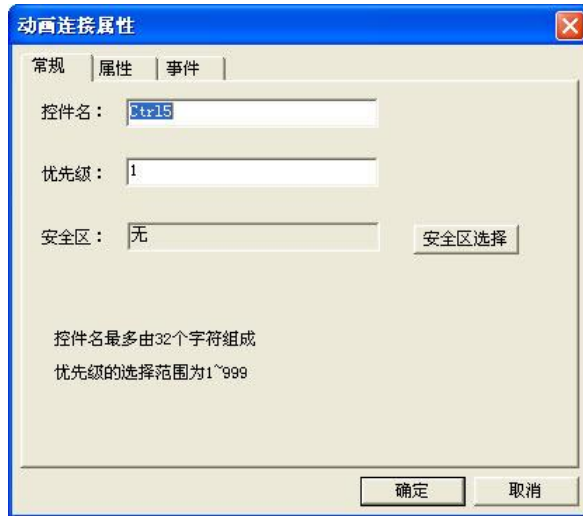 动画连接属性
常规 属性 事件
控件名： Ctrl5
优先级： 1
安全区： 无 安全区选择
控件名最多由32个字符组成
优先级的选择范围为1~999
确定 取消